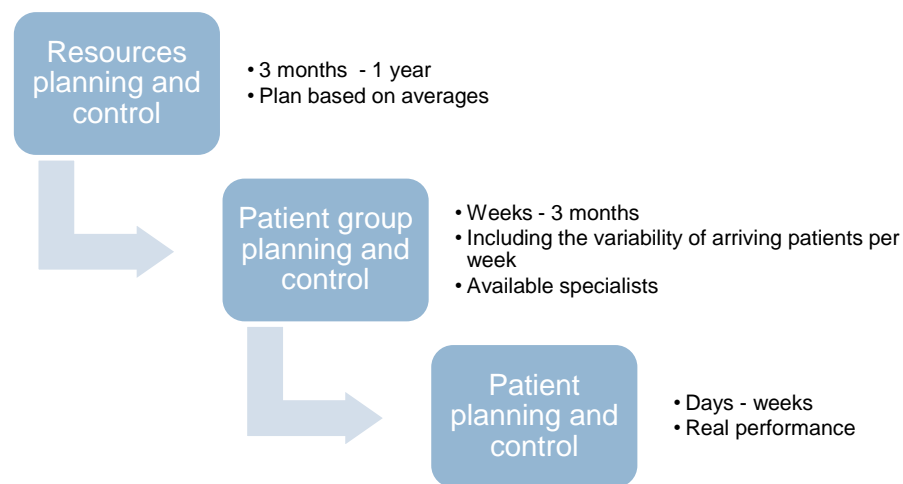 Resources
planning and
control
• 3 months - 1 year
• Plan based on averages
Patient group
planning and
control
• Weeks - 3 months
• Including the variability of arriving patients per
week
• Available specialists
Patient
planning and
control
• Days - weeks
• Real performance